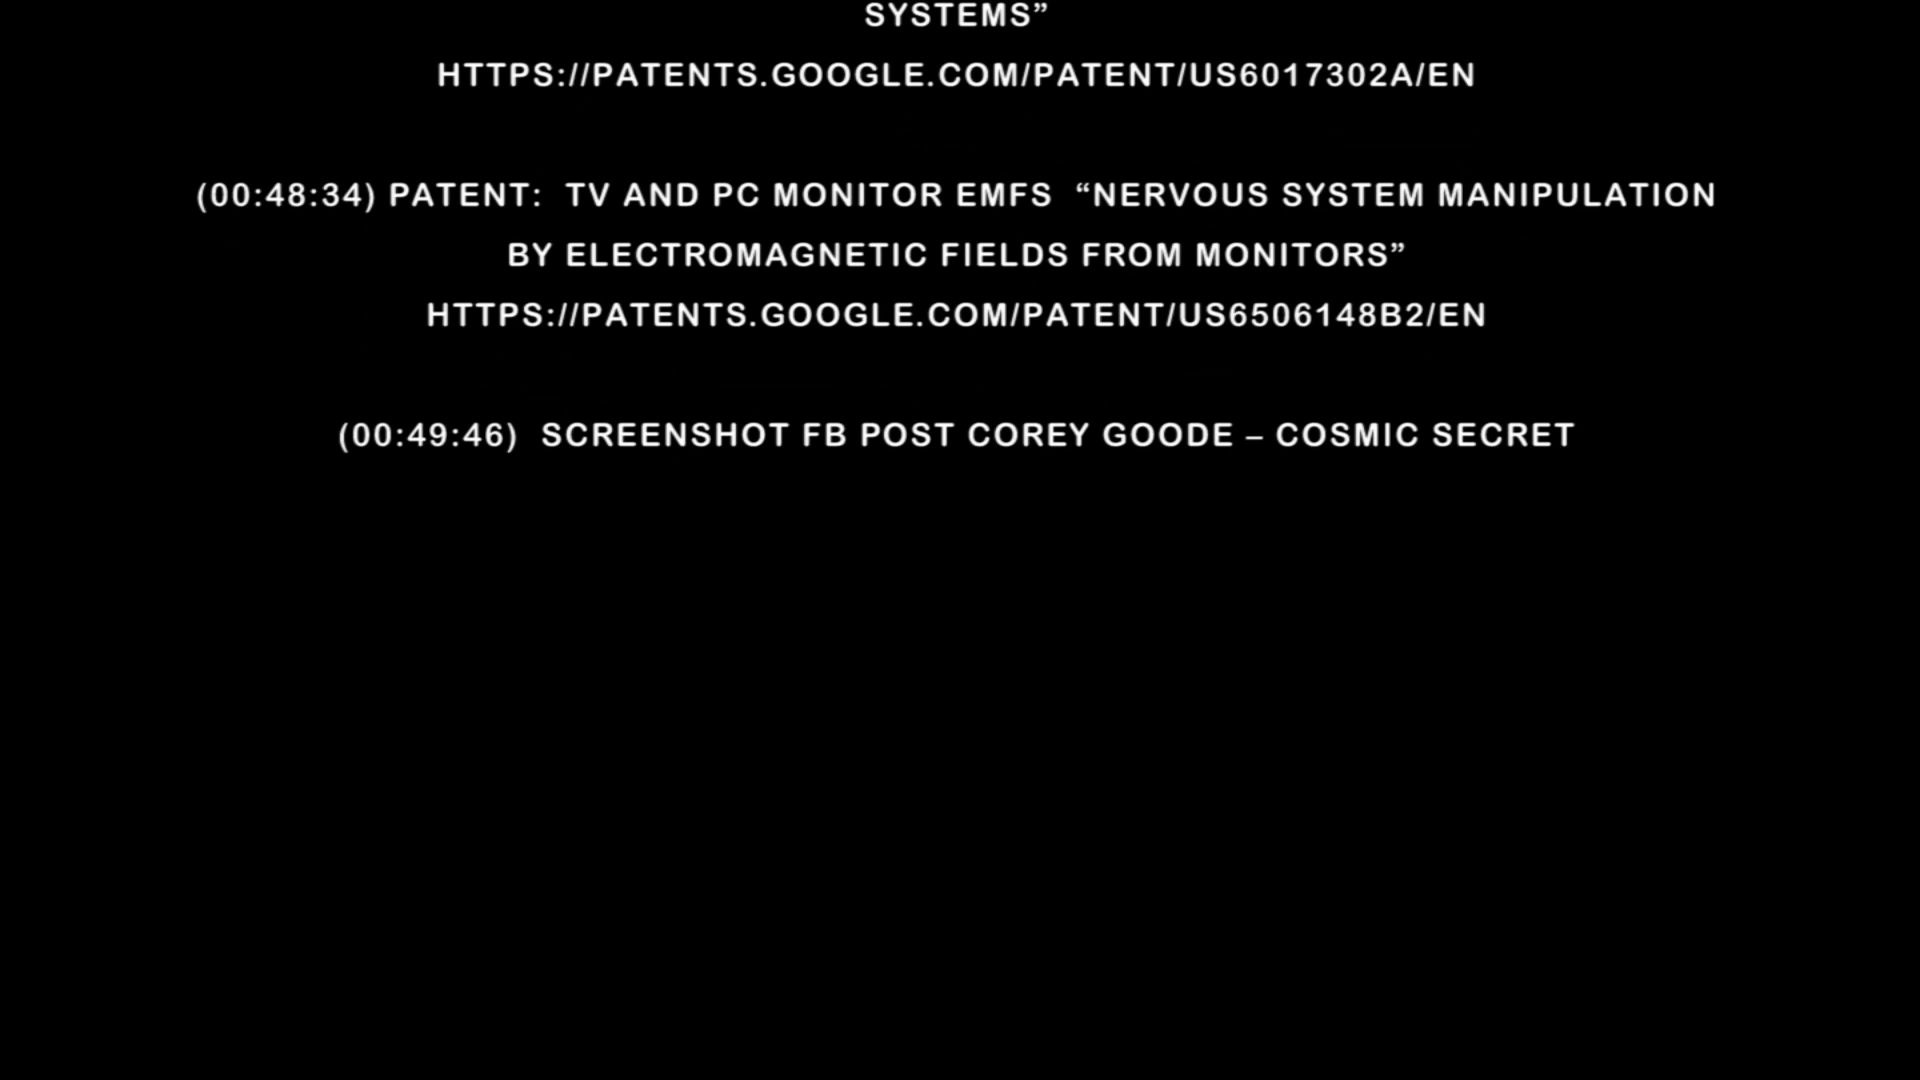 SYSTEMS”
HTTPS://PATENTS.GOOGLE.COM/PATENT/US6017302A/EN
(00:48:34) PATENT:  TV AND PC MONITOR EMFS  “NERVOUS SYSTEM MANIPULATION
BY ELECTROMAGNETIC FIELDS FROM MONITORS”
HTTPS://PATENTS.GOOGLE.COM/PATENT/US6506148B2/EN
(00:49:46)  SCREENSHOT FB POST COREY GOODE – COSMIC SECRET